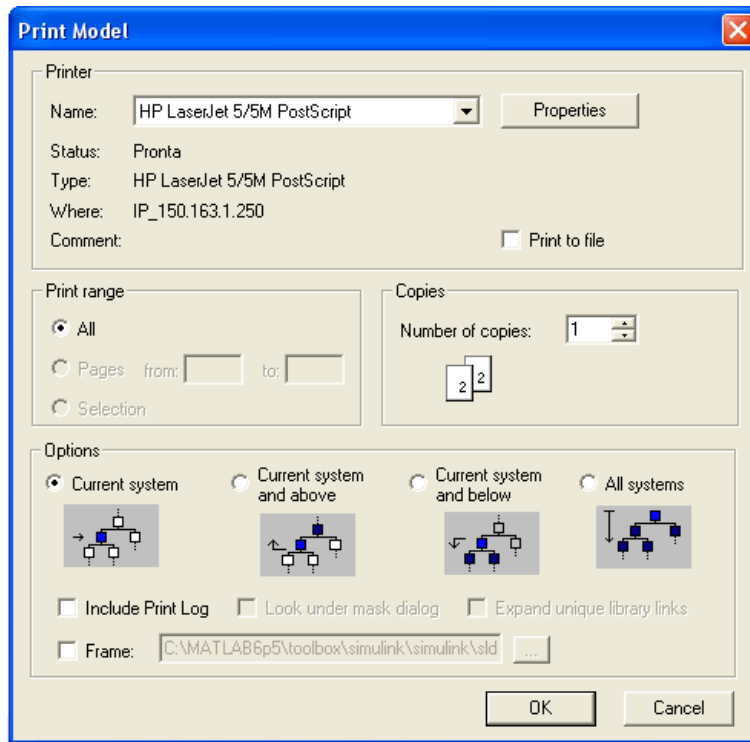 Print Model
Printer
Name: HP LaserJet 5/5M PostScript Properties
Status: Pronta
Type: HP LaserJet 5/5M PostScript
Where: IP_150.163.1.250
Comment: Print to file
Print range
Copies
All
Number of copies: 1
Pages from: to:
2 2
Selection
Options
Current system
Current system and above
Current system and below
All systems
Include Print Log Look under mask dialog Expand unique library links
Frame: C:\MATLAB6p5\toolbox\simulink\simulink\sld ...
OK Cancel